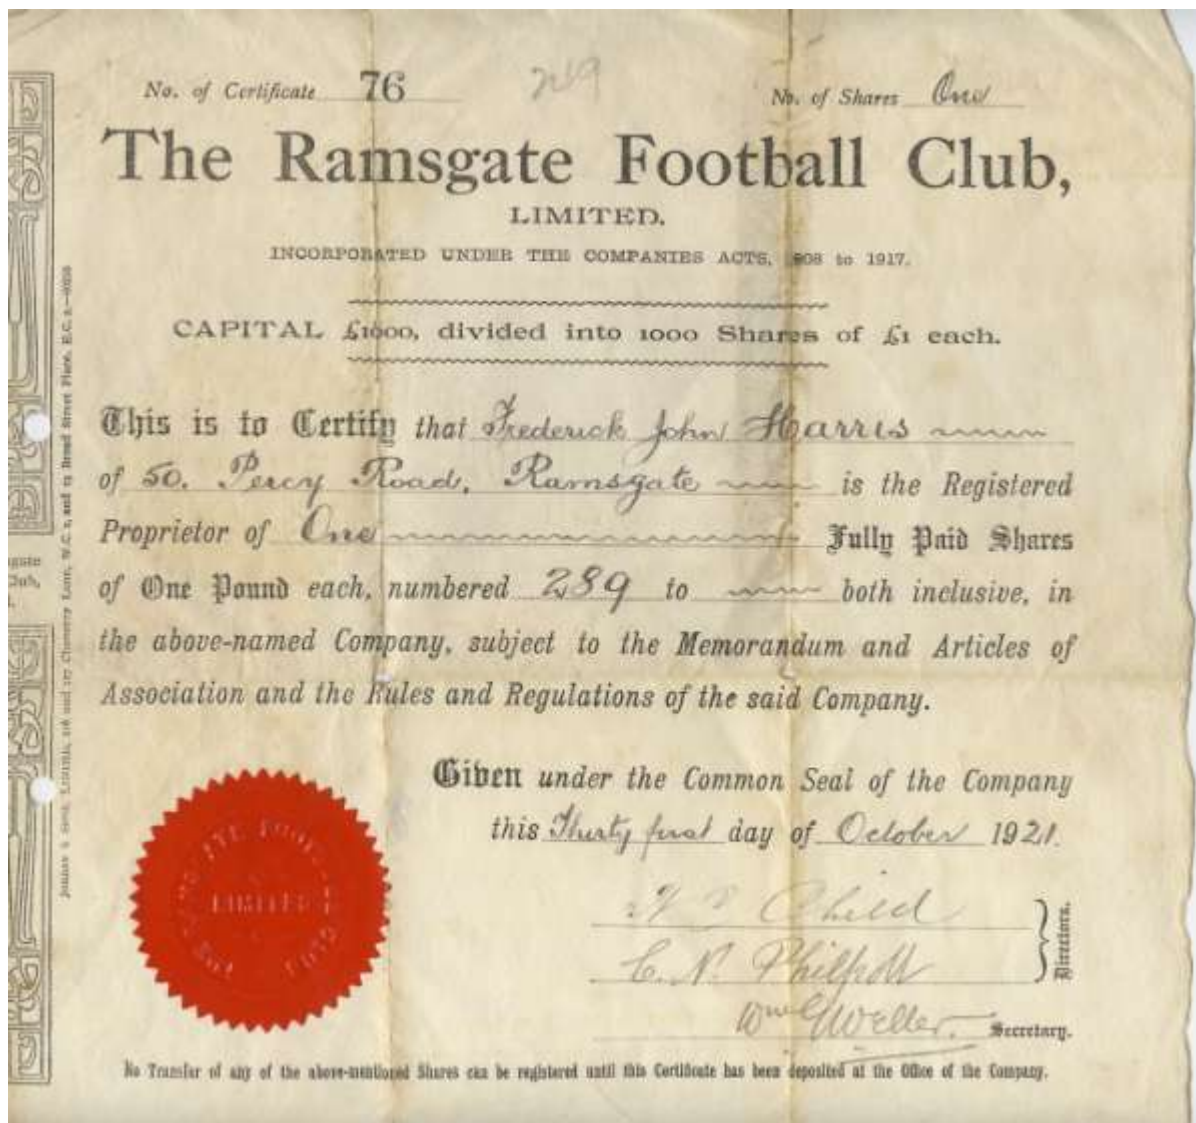 No. of Certificate 76
No. of Shares One
The Ramsgate Football Club,
LIMITED.
INCORPORATED UNDER THE COMPANIES ACTS, 1908 to 1917.
CAPITAL £1000, divided into 1000 Shares of £1 each.
This is to Certify that Frederick John Harris
of 50. Percy Road, Ramsgate is the Registered
Proprietor of One Fully Paid Shares
of One Pound each, numbered 289 to both inclusive, in
the above-named Company, subject to the Memorandum and Articles of
Association and the Rules and Regulations of the said Company.
Given under the Common Seal of the Company
this Thirty first day of October 1921.
Child
C. N. Philpott
Directors.
Wm G Weller. Secretary.
No Transfer of any of the above-mentioned Shares can be registered until this Certificate has been deposited at the Office of the Company.
LIMITED